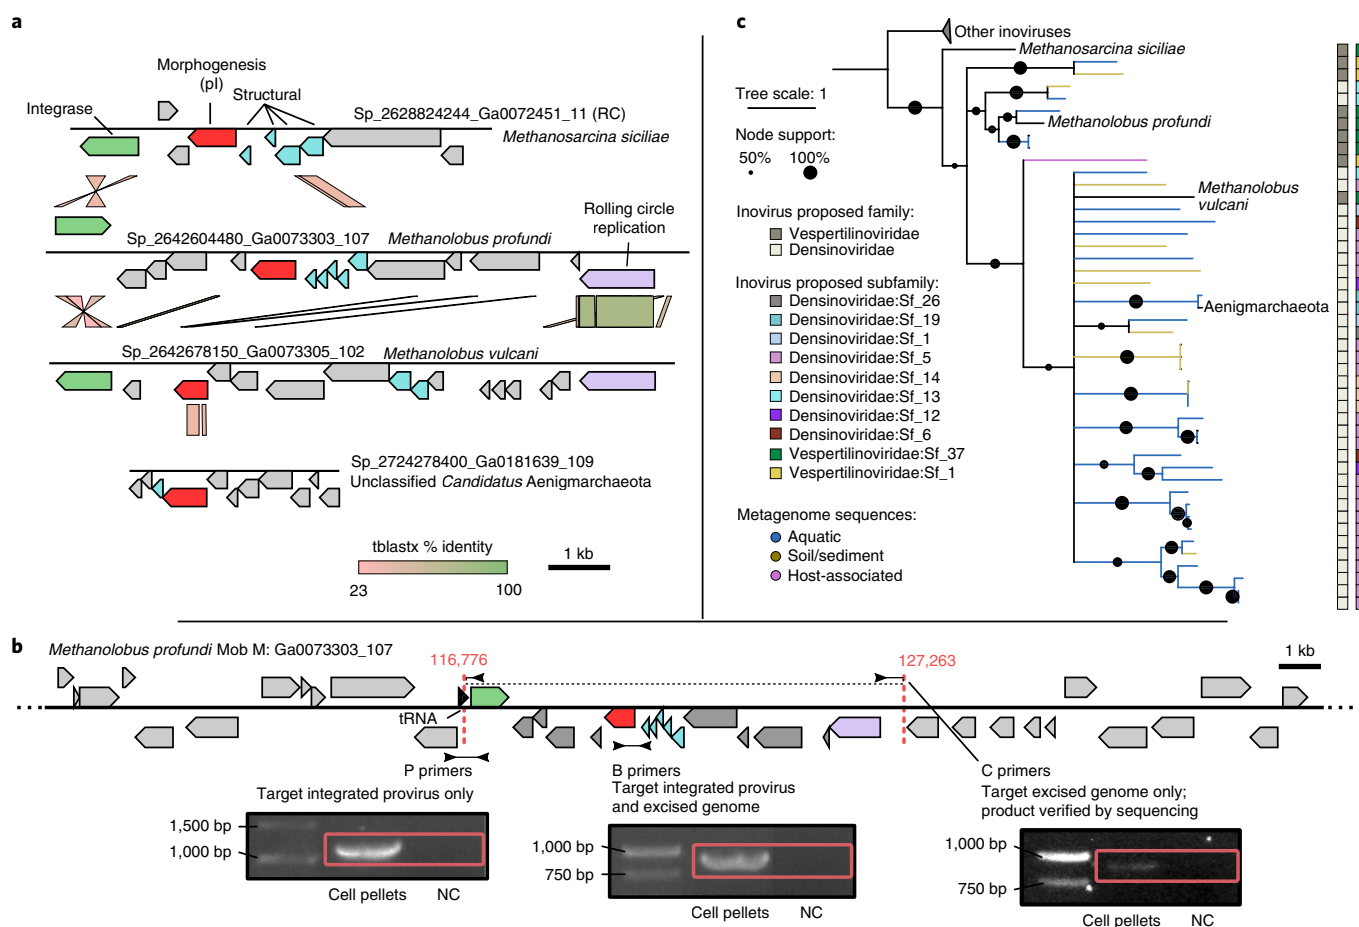 a
Morphogenesis
(pI)
Structural
Integrase
Sp_2628824244_Ga0072451_11 (RC)
Methanosarcina siciliae
Rolling circle
replication
Sp_2642604480_Ga0073303_107
Methanolobus profundi
Sp_2642678150_Ga0073305_102
Methanolobus vulcani
Sp_2724278400_Ga0181639_109
Unclassified Candidatus Aenigmarchaeota
tblastx % identity
23
100
1 kb
c
Other inoviruses
Methanosarcina siciliae
Tree scale: 1
Methanolobus profundi
Node support:
50% 100%
Methanolobus
vulcani
Inovirus proposed family:
Vespertilinoviridae
Densinoviridae
Inovirus proposed subfamily:
Densinoviridae:Sf_26
Densinoviridae:Sf_19
Densinoviridae:Sf_1
Densinoviridae:Sf_5
Densinoviridae:Sf_14
Densinoviridae:Sf_13
Densinoviridae:Sf_12
Densinoviridae:Sf_6
Vespertilinoviridae:Sf_37
Vespertilinoviridae:Sf_1
Aenigmarchaeota
Metagenome sequences:
Aquatic
Soil/sediment
Host-associated
b
Methanolobus profundi Mob M: Ga0073303_107
116,776
127,263
1 kb
tRNA
P primers
Target integrated provirus only
B primers
Target integrated provirus
and excised genome
C primers
Target excised genome only;
product verified by sequencing
1,500 bp
1,000 bp
Cell pellets
NC
1,000 bp
750 bp
Cell pellets
NC
1,000 bp
750 bp
Cell pellets
NC